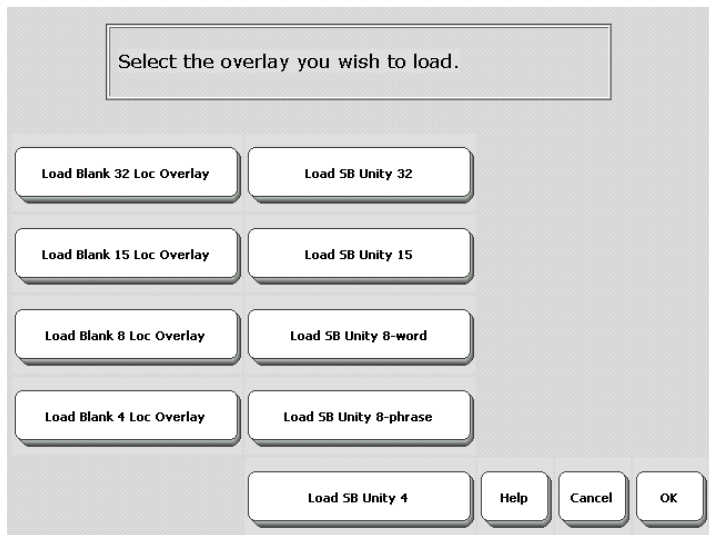 Select the overlay you wish to load.
Load Blank 32 Loc Overlay
Load SB Unity 32
Load Blank 15 Loc Overlay
Load SB Unity 15
Load Blank 8 Loc Overlay
Load SB Unity 8-word
Load Blank 4 Loc Overlay
Load SB Unity 8-phrase
Load SB Unity 4
Help
Cancel
OK